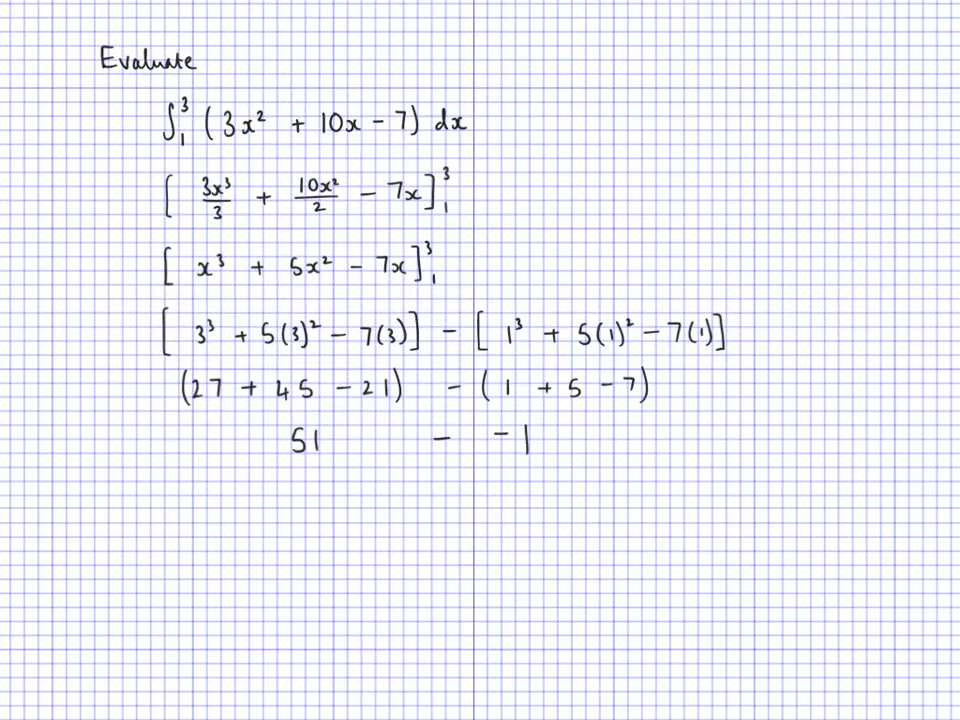 Evaluate
∫₁³ (3x² + 10x - 7) dx
[ 3x³/3 + 10x²/2 - 7x ]₁³
[ x³ + 5x² - 7x ]₁³
[ 3³ + 5(3)² - 7(3) ] - [ 1³ + 5(1)² - 7(1) ]
(27 + 45 - 21) - (1 + 5 - 7)
51 - -1